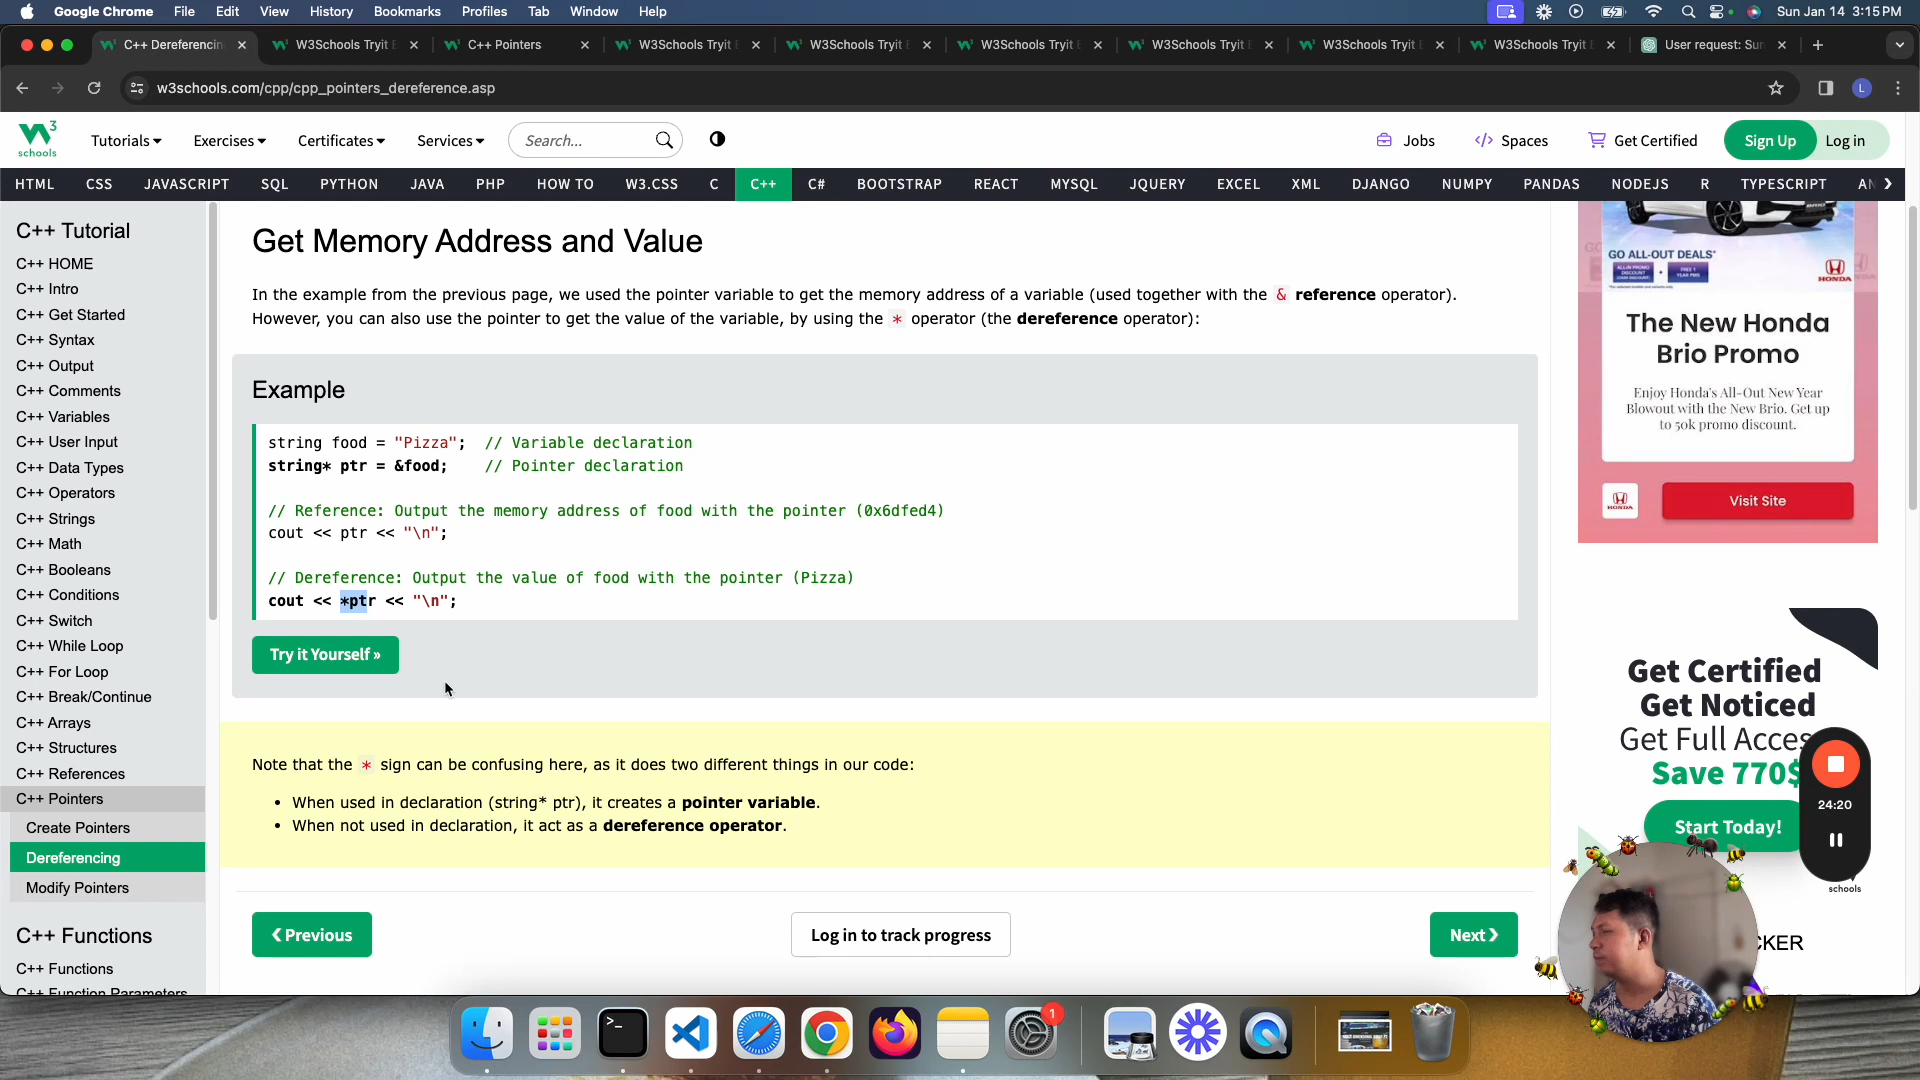 Google Chrome File Edit View History Bookmarks Profiles Tab Window Help Sun Jan 14 3:15 PM
C++ Dereferencin W3Schools Tryit E C++ Pointers W3Schools Tryit E W3Schools Tryit E W3Schools Tryit E W3Schools Tryit E W3Schools Tryit E W3Schools Tryit E User request: Sur
w3schools.com/cpp/cpp_pointers_dereference.asp L
W3 schools Tutorials Exercises Certificates Services Search... Jobs Spaces Get Certified Sign Up Log in
HTML CSS JAVASCRIPT SQL PYTHON JAVA PHP HOW TO W3.CSS C C++ C# BOOTSTRAP REACT MYSQL JQUERY EXCEL XML DJANGO NUMPY PANDAS NODEJS R TYPESCRIPT AN
C++ Tutorial
C++ HOME
C++ Intro
C++ Get Started
C++ Syntax
C++ Output
C++ Comments
C++ Variables
C++ User Input
C++ Data Types
C++ Operators
C++ Strings
C++ Math
C++ Booleans
C++ Conditions
C++ Switch
C++ While Loop
C++ For Loop
C++ Break/Continue
C++ Arrays
C++ Structures
C++ References
C++ Pointers
Create Pointers
Dereferencing
Modify Pointers
C++ Functions
C++ Functions
C++ Function Parameters
Get Memory Address and Value
In the example from the previous page, we used the pointer variable to get the memory address of a variable (used together with the & reference operator).
However, you can also use the pointer to get the value of the variable, by using the * operator (the dereference operator):
Example
string food = "Pizza";  // Variable declaration
string* ptr = &food;    // Pointer declaration
// Reference: Output the memory address of food with the pointer (0x6dfed4)
cout << ptr << "\n";
// Dereference: Output the value of food with the pointer (Pizza)
cout << *ptr << "\n";
Try it Yourself »
Note that the * sign can be confusing here, as it does two different things in our code:
• When used in declaration (string* ptr), it creates a pointer variable.
• When not used in declaration, it act as a dereference operator.
❮ Previous
Log in to track progress
Next ❯
GO ALL-OUT DEALS
HONDA
The New Honda
Brio Promo
Enjoy Honda's All-Out New Year
Blowout with the New Brio. Get up
to 50k promo discount.
HONDA
Visit Site
Get Certified
Get Noticed
Get Full Acces
Save 770$
Start Today!
schools
24:20
CKER
1